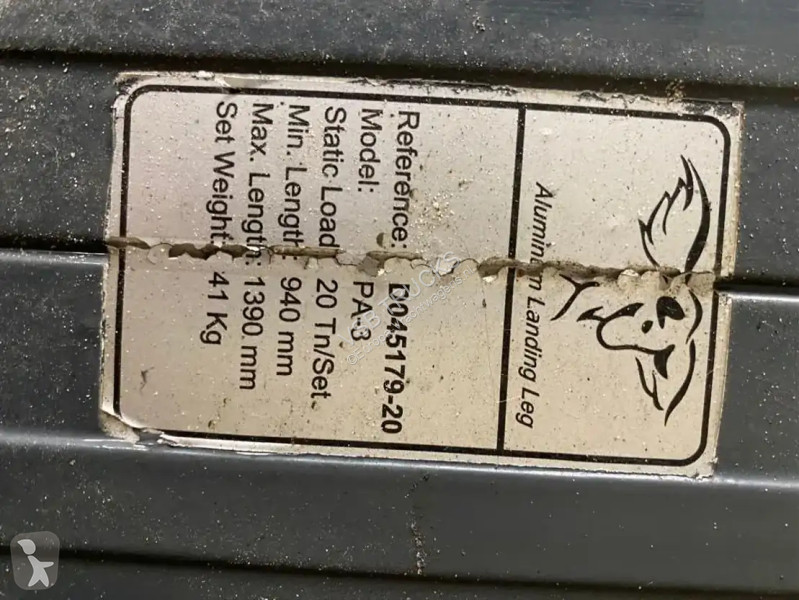 Aluminum Landing Leg
Reference: D045179-20
Model: PA-3
Static Load: 20 Tn/Set.
Min. Length: 940 mm
Max. Length: 1390 mm
Set Weight: 41 Kg